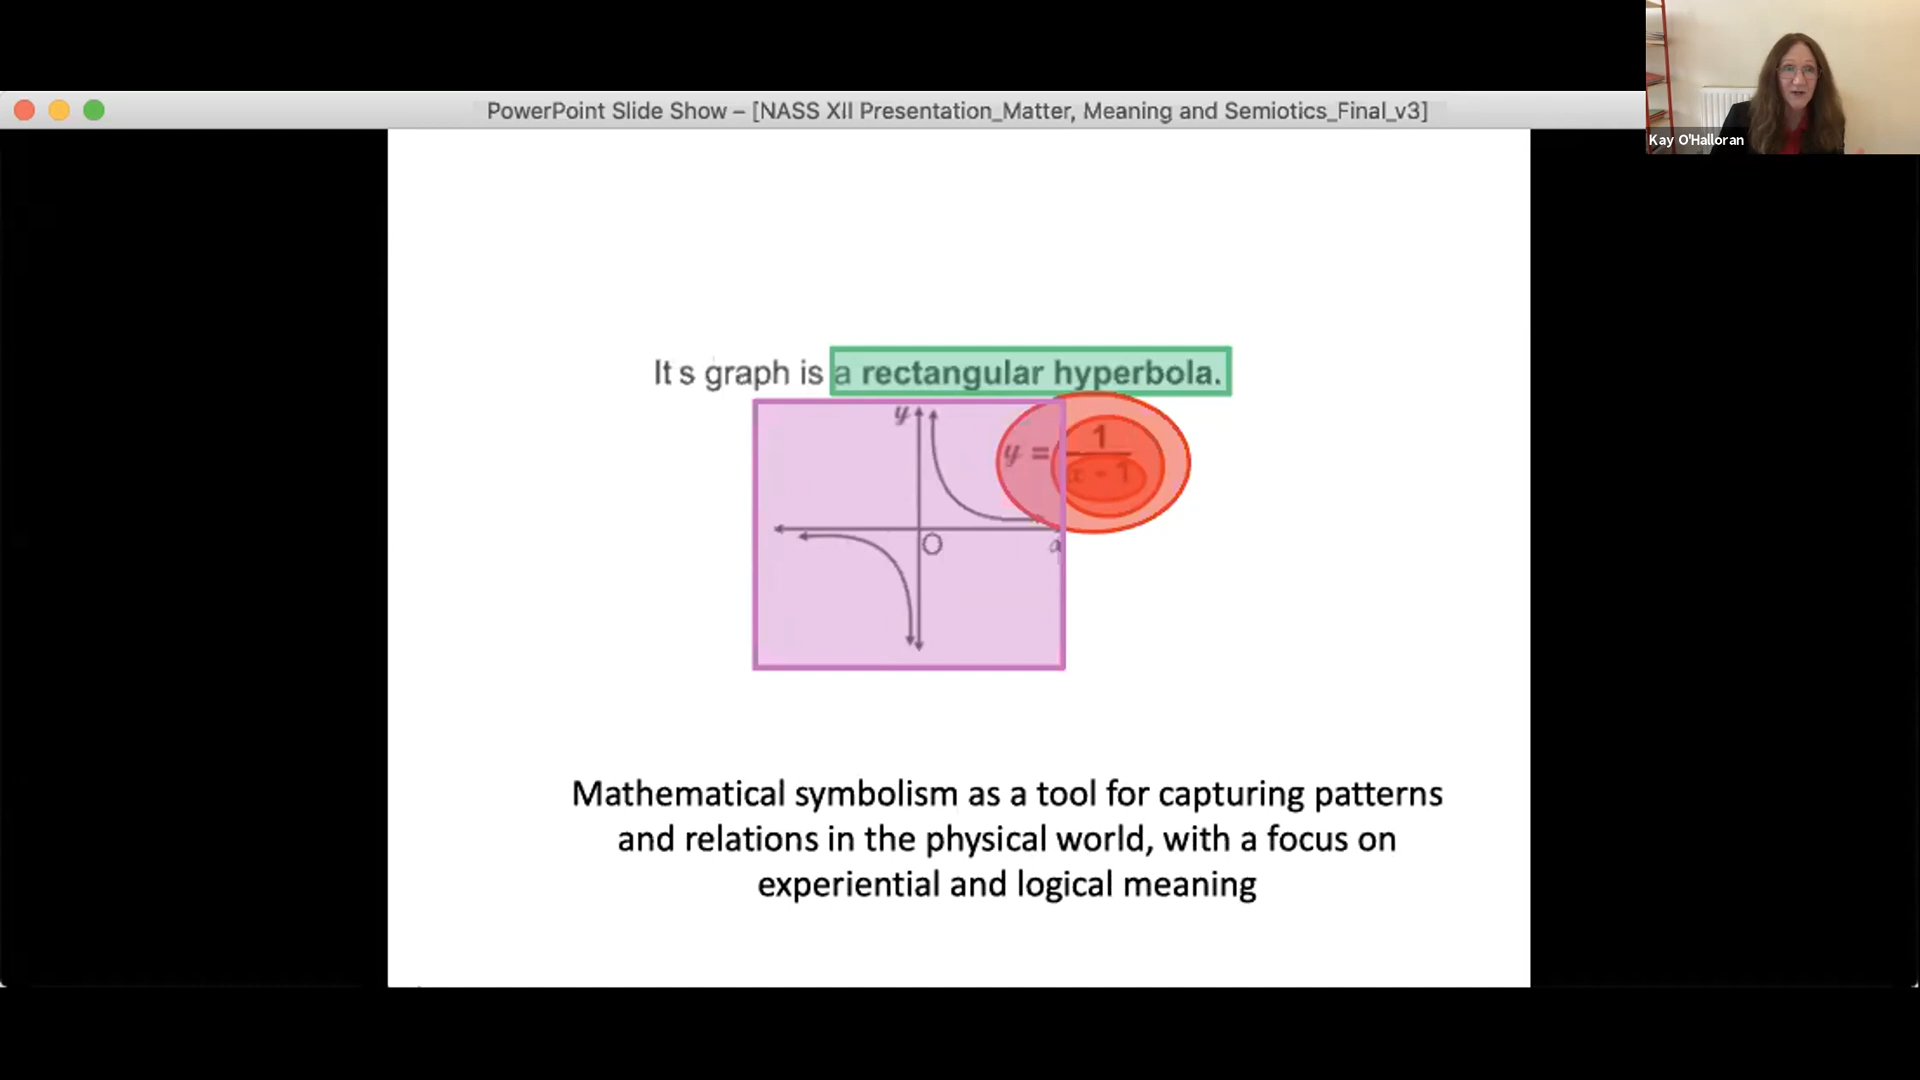 PowerPoint Slide Show – [NASS XII Presentation_Matter, Meaning and Semiotics_Final_v3]
Kay O'Halloran
It s graph is a rectangular hyperbola.
y
y = 1
x - 1
O
Mathematical symbolism as a tool for capturing patterns
and relations in the physical world, with a focus on
experiential and logical meaning